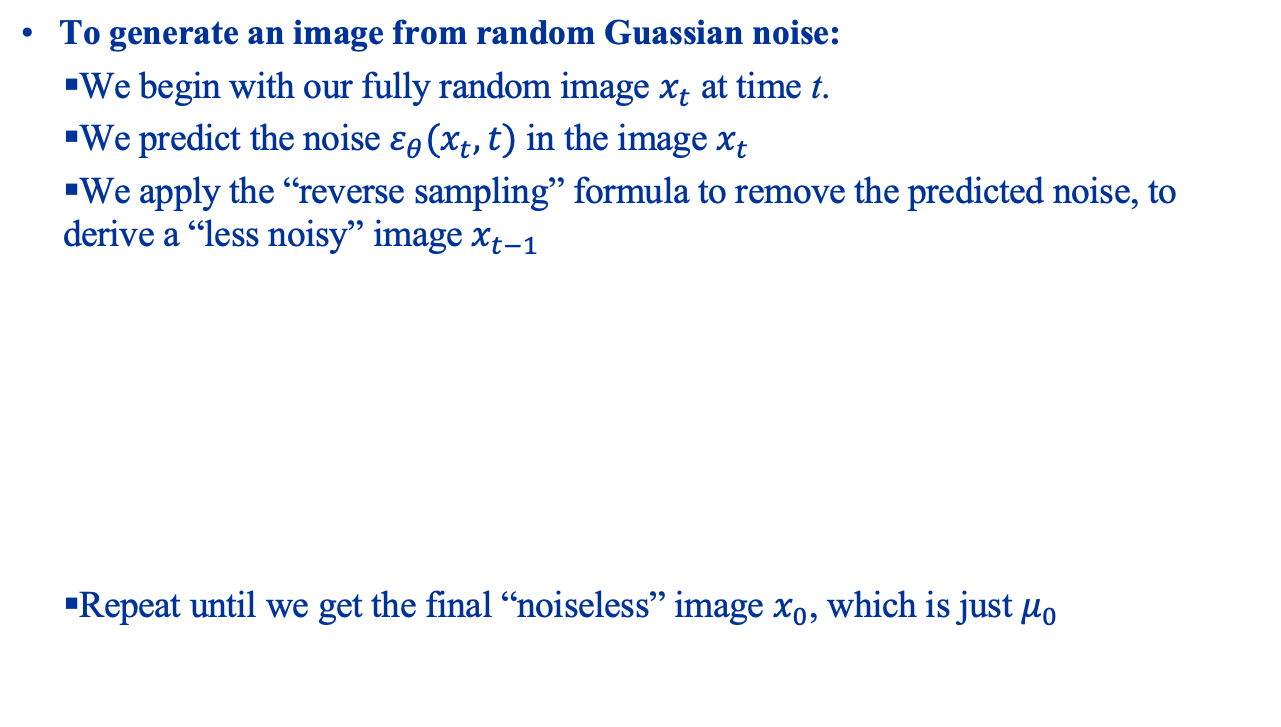 • To generate an image from random Guassian noise:
▪We begin with our fully random image xₜ at time t.
▪We predict the noise ε_θ(xₜ, t) in the image xₜ
▪We apply the “reverse sampling” formula to remove the predicted noise, to
derive a “less noisy” image xₜ₋₁
▪Repeat until we get the final “noiseless” image x₀, which is just μ₀